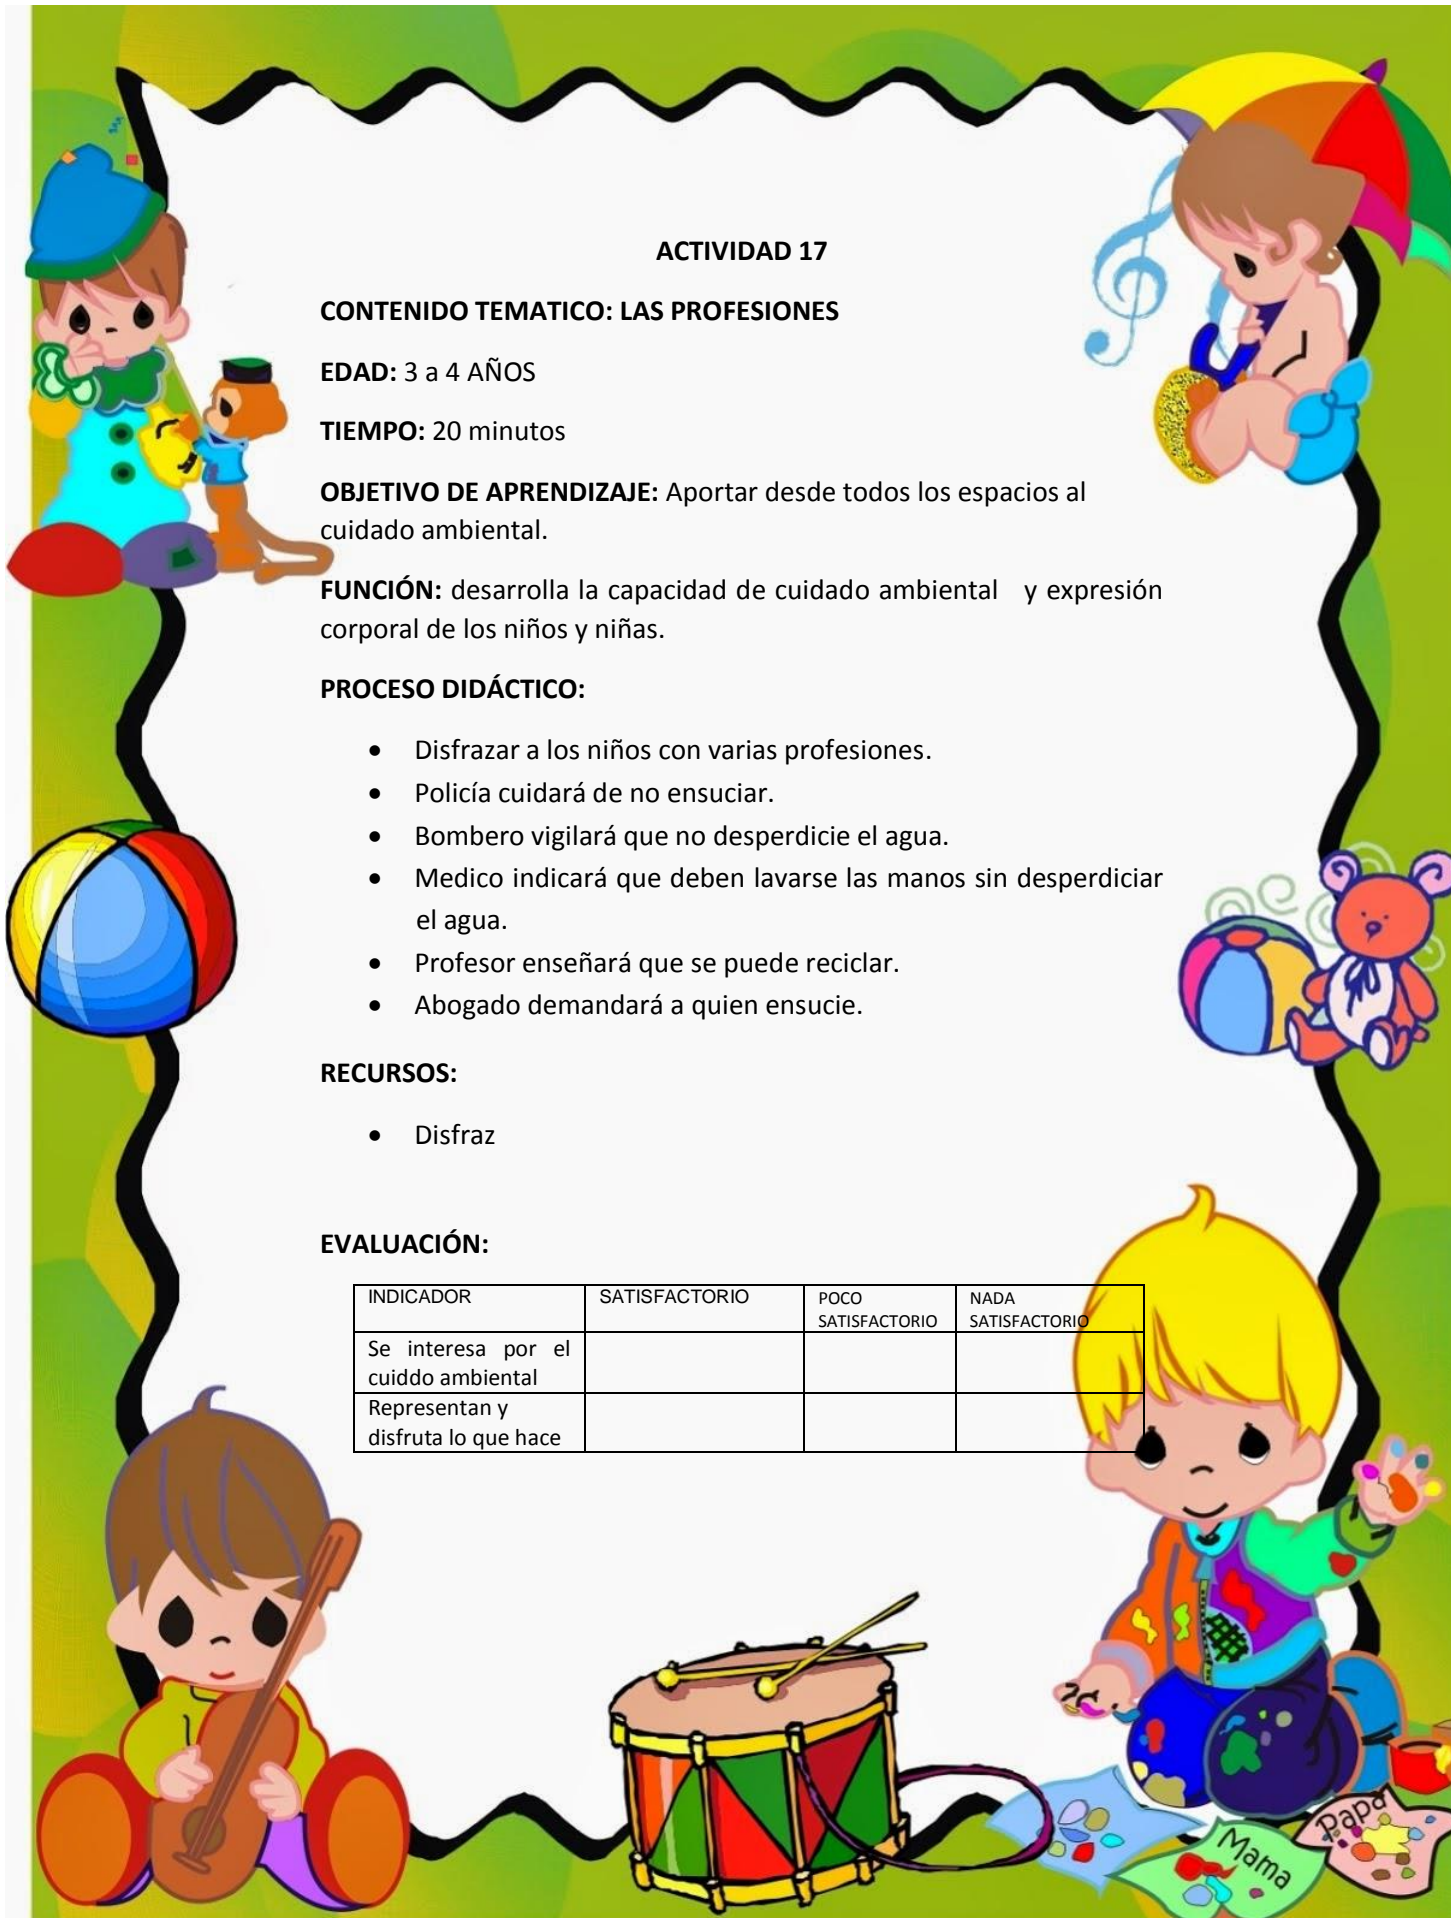 ACTIVIDAD 17
CONTENIDO TEMATICO: LAS PROFESIONES
EDAD: 3 a 4 AÑOS
TIEMPO: 20 minutos
OBJETIVO DE APRENDIZAJE: Aportar desde todos los espacios al
cuidado ambiental.
FUNCIÓN: desarrolla la capacidad de cuidado ambiental y expresión
corporal de los niños y niñas.
PROCESO DIDÁCTICO:
• Disfrazar a los niños con varias profesiones.
• Policía cuidará de no ensuciar.
• Bombero vigilará que no desperdicie el agua.
• Medico indicará que deben lavarse las manos sin desperdiciar
el agua.
• Profesor enseñará que se puede reciclar.
• Abogado demandará a quien ensucie.
RECURSOS:
• Disfraz
EVALUACIÓN:
INDICADOR SATISFACTORIO POCO NADA
SATISFACTORIO SATISFACTORIO
Se interesa por el
cuiddo ambiental
Representan y
disfruta lo que hace
Papa
Mama